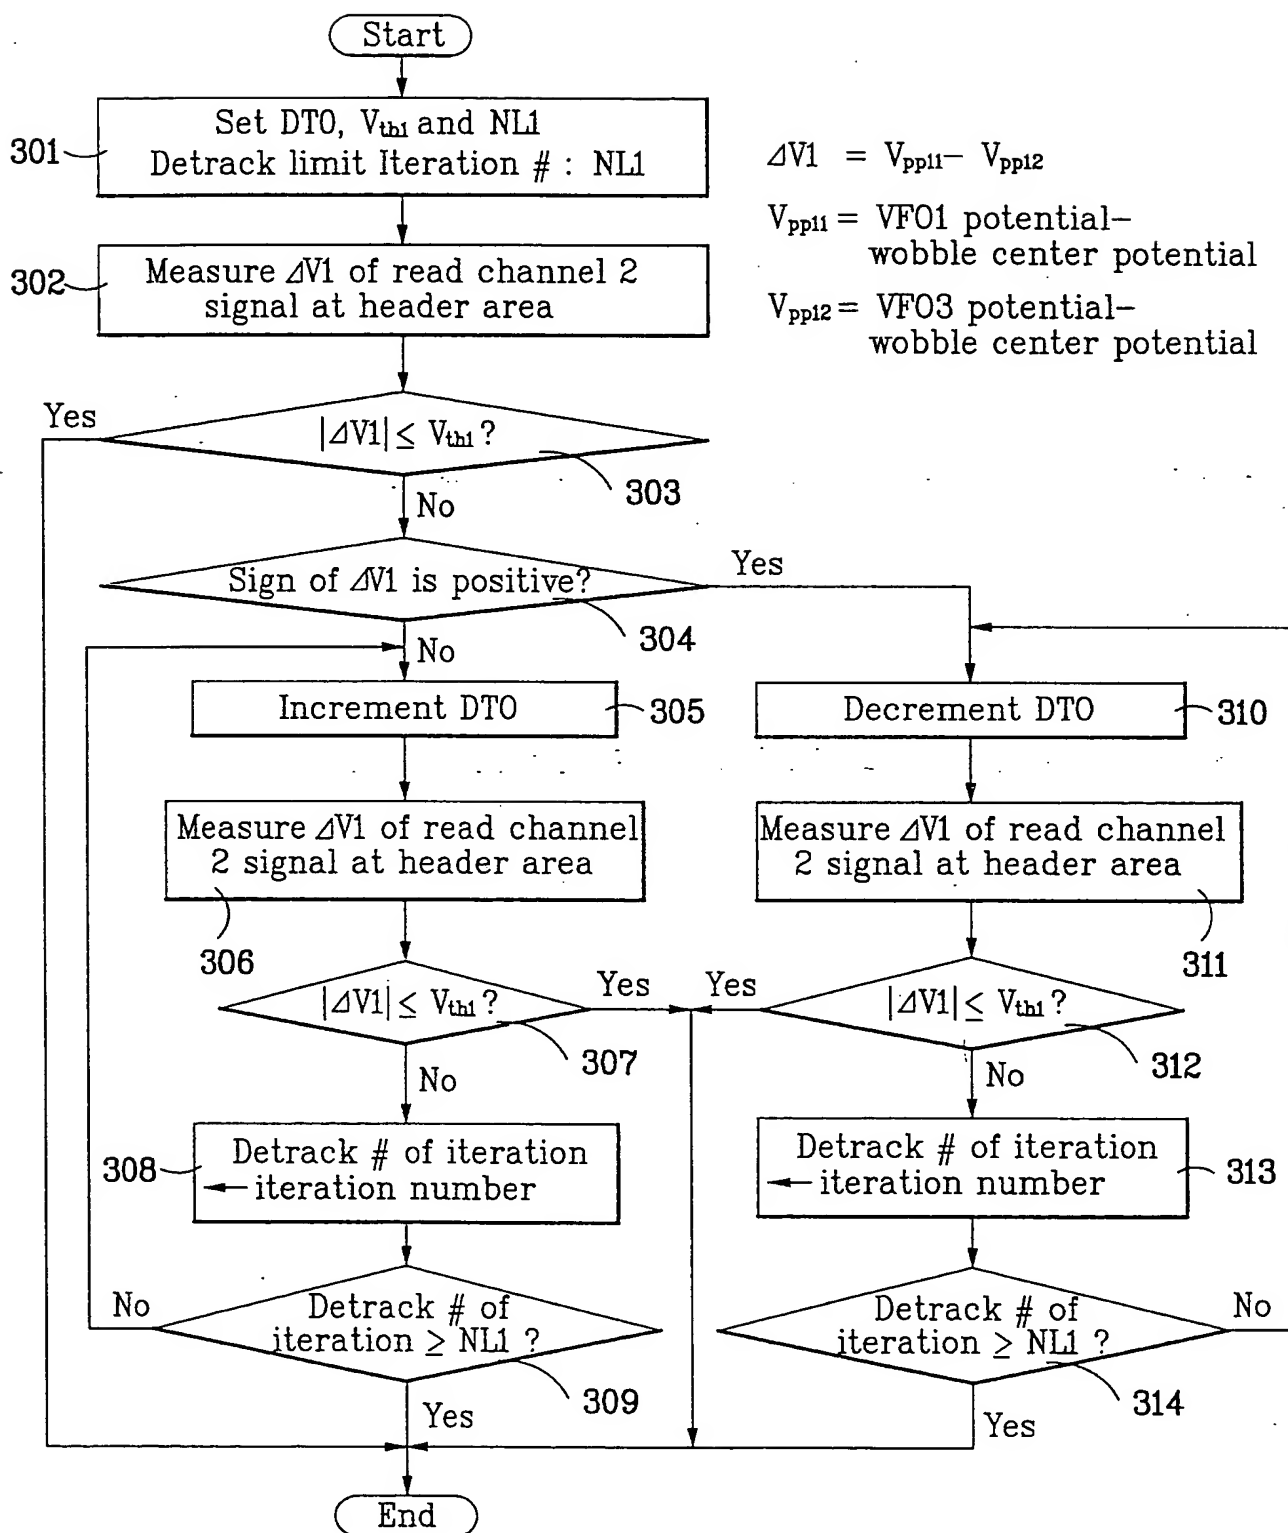 Start
301
Set DTO, Vth1 and NL1
Detrack limit Iteration # : NL1
ΔV1 = Vpp11– Vpp12
Vpp11 = VFO1 potential–
wobble center potential
Vpp12 = VFO3 potential–
wobble center potential
302
Measure ΔV1 of read channel 2
signal at header area
Yes
|ΔV1| ≤ Vth1 ?
303
No
Sign of ΔV1 is positive?
Yes
304
No
Increment DTO
305
Decrement DTO
310
Measure ΔV1 of read channel
2 signal at header area
306
Measure ΔV1 of read channel
2 signal at header area
311
|ΔV1| ≤ Vth1 ?
Yes
307
No
Yes
|ΔV1| ≤ Vth1 ?
312
No
308
Detrack # of iteration
← iteration number
Detrack # of iteration
← iteration number
313
No
Detrack # of
iteration ≥ NL1 ?
309
Yes
Detrack # of
iteration ≥ NL1 ?
No
314
Yes
End